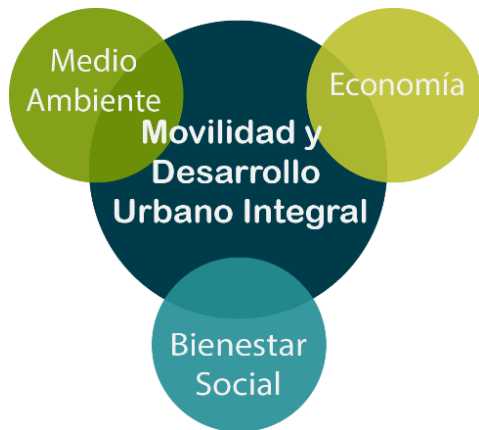 Medio
Ambiente
Economía
Movilidad y
Desarrollo
Urbano Integral
Bienestar
Social